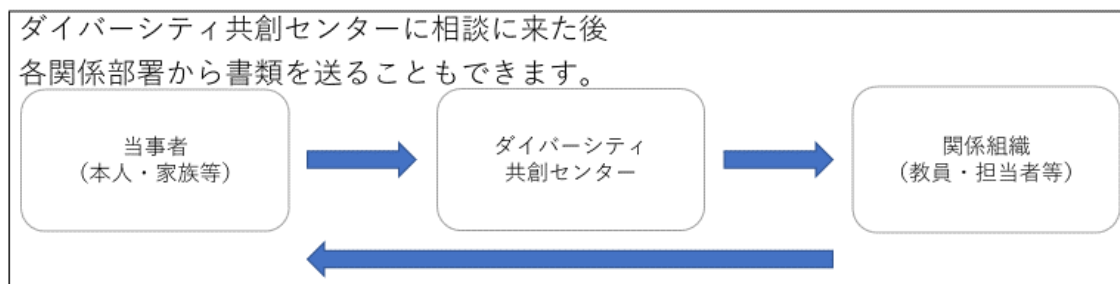 ダイバーシティ共創センターに相談に来た後
各関係部署から書類を送ることもできます。
当事者
（本人・家族等）
ダイバーシティ
共創センター
関係組織
（教員・担当者等）